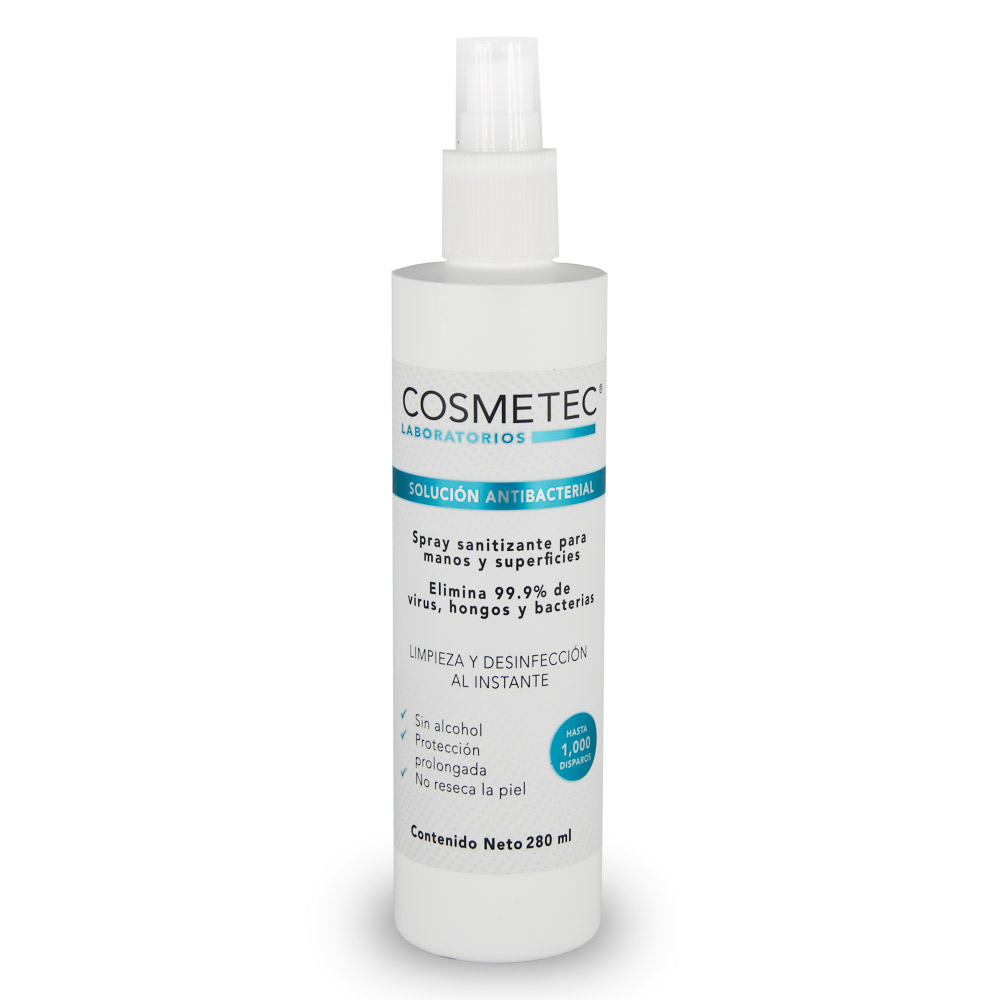 COSMETEC®
LABORATORIOS
SOLUCIÓN ANTIBACTERIAL
Spray sanitizante para
manos y superficies
Elimina 99.9% de
virus, hongos y bacterias
LIMPIEZA Y DESINFECCIÓN
AL INSTANTE
Sin alcohol
Protección
prolongada
No reseca la piel
HASTA
1,000
DISPAROS
Contenido Neto 280 ml